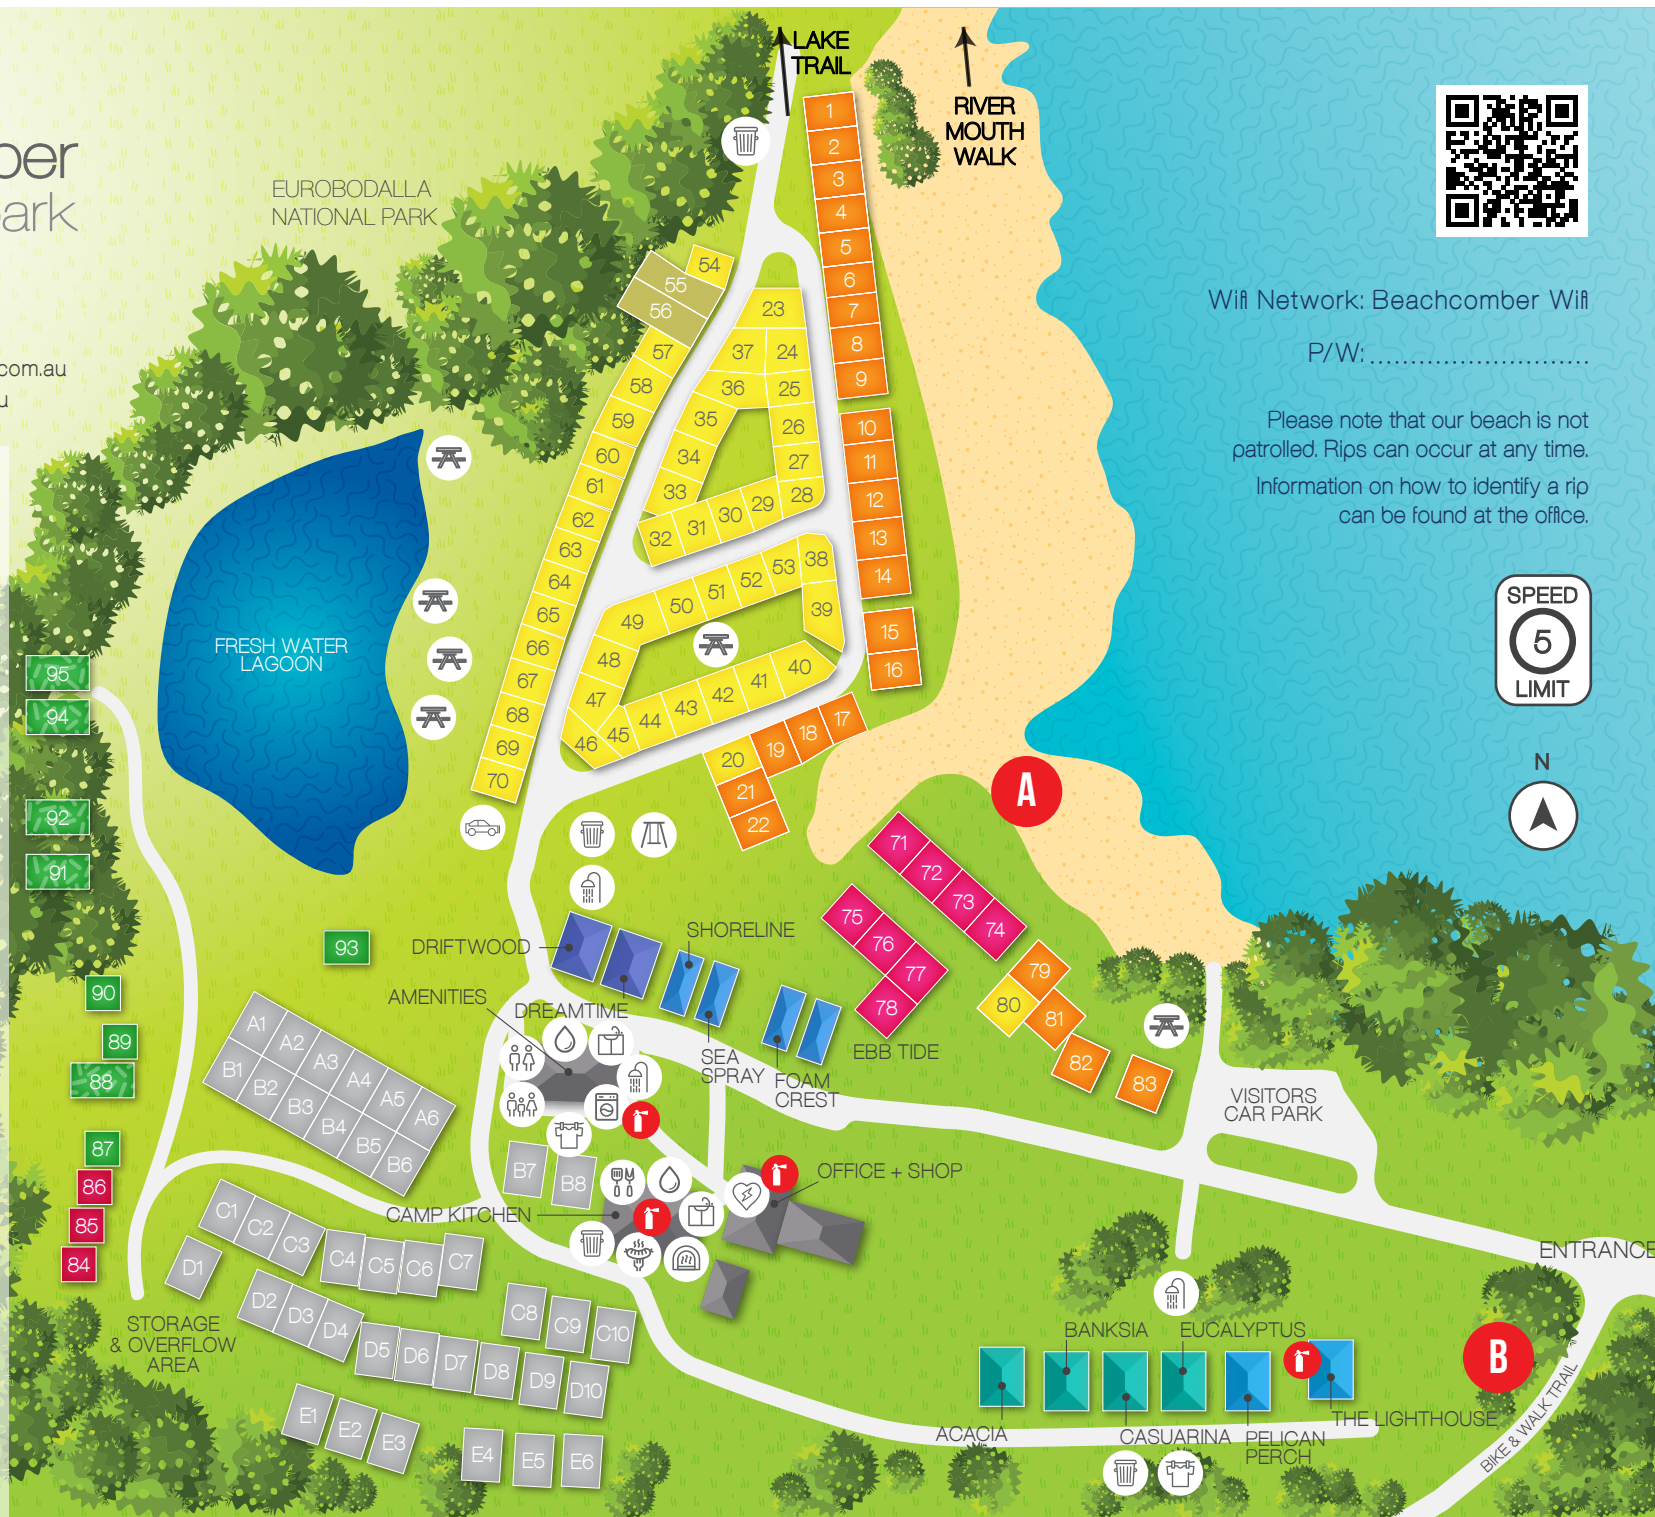 ber
park
com.au
u
EUROBODALLA
NATIONAL PARK
LAKE
TRAIL
RIVER
MOUTH
WALK
Wifi Network: Beachcomber Wifi
P/W: ...........................
Please note that our beach is not
patrolled. Rips can occur at any time.
Information on how to identify a rip
can be found at the office.
SPEED
5
LIMIT
N
1
2
3
4
5
6
7
8
9
10
11
12
13
14
15
16
17
18
19
20
21
22
23
37
24
36
25
35
26
34
27
33
28
32
31
30
29
54
55
56
57
58
59
60
61
62
63
64
65
66
67
68
69
70
38
39
53
52
51
50
49
48
47
46
45
44
43
42
41
40
FRESH WATER
LAGOON
95
94
92
91
93
90
89
88
87
86
85
84
A
71
72
73
74
75
76
77
78
79
80
81
82
83
DRIFTWOOD
SHORELINE
AMENITIES
DREAMTIME
SEA
SPRAY
FOAM
CREST
EBB TIDE
VISITORS
CAR PARK
A1
A2
A3
A4
A5
A6
B1
B2
B3
B4
B5
B6
B7
B8
OFFICE + SHOP
CAMP KITCHEN
ENTRANCE
C1
C2
C3
C4
C5
C6
C7
C8
C9
C10
D1
D2
D3
D4
D5
D6
D7
D8
D9
D10
E1
E2
E3
E4
E5
E6
STORAGE
& OVERFLOW
AREA
BANKSIA
EUCALYPTUS
B
ACACIA
CASUARINA
PELICAN
PERCH
THE LIGHTHOUSE
BIKE & WALK TRAIL